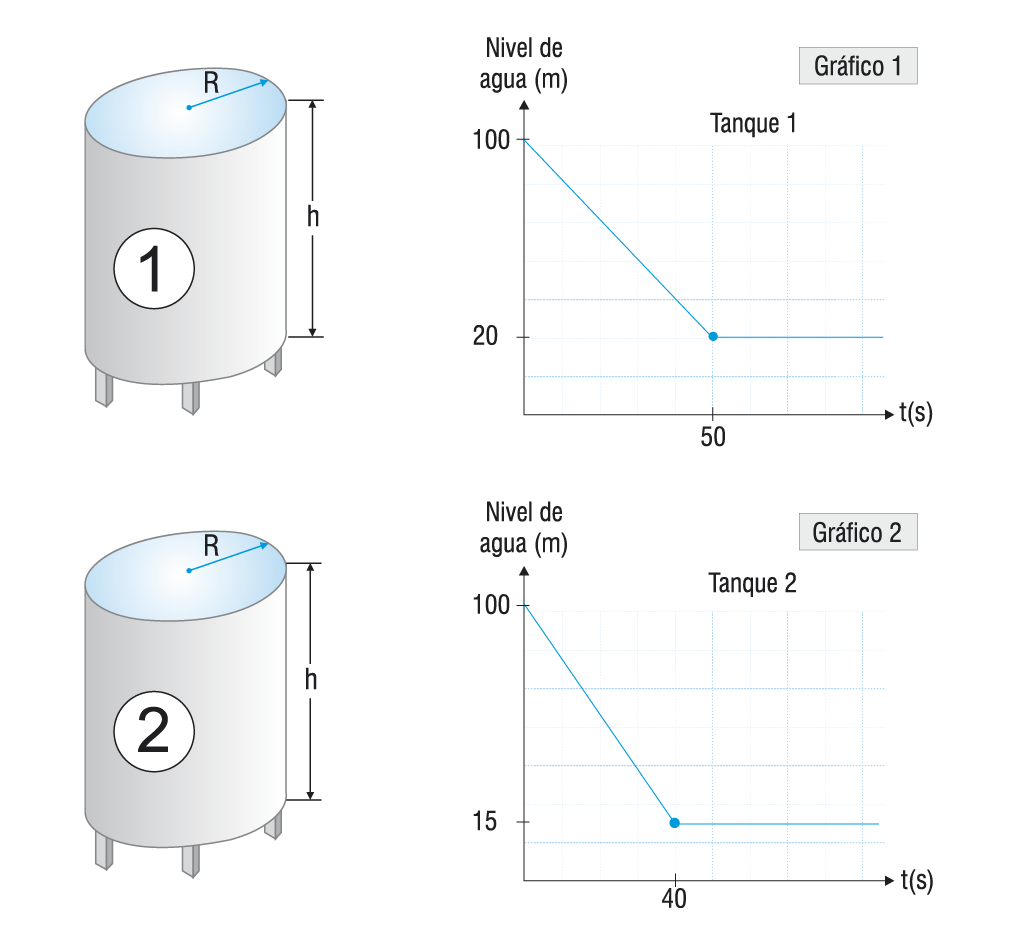 R
h
1
Nivel de
agua (m)
Gráfico 1
Tanque 1
100
20
50
t(s)
R
h
2
Nivel de
agua (m)
Gráfico 2
Tanque 2
100
15
40
t(s)